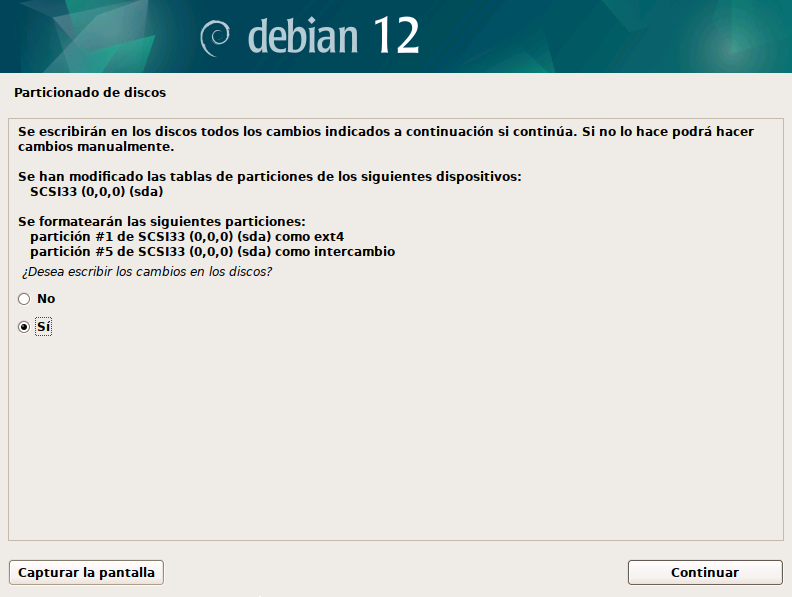 debian 12
Particionado de discos
Se escribirán en los discos todos los cambios indicados a continuación si continúa. Si no lo hace podrá hacer
cambios manualmente.
Se han modificado las tablas de particiones de los siguientes dispositivos:
SCSI33 (0,0,0) (sda)
Se formatearán las siguientes particiones:
partición #1 de SCSI33 (0,0,0) (sda) como ext4
partición #5 de SCSI33 (0,0,0) (sda) como intercambio
¿Desea escribir los cambios en los discos?
No
Sí
Capturar la pantalla
Continuar